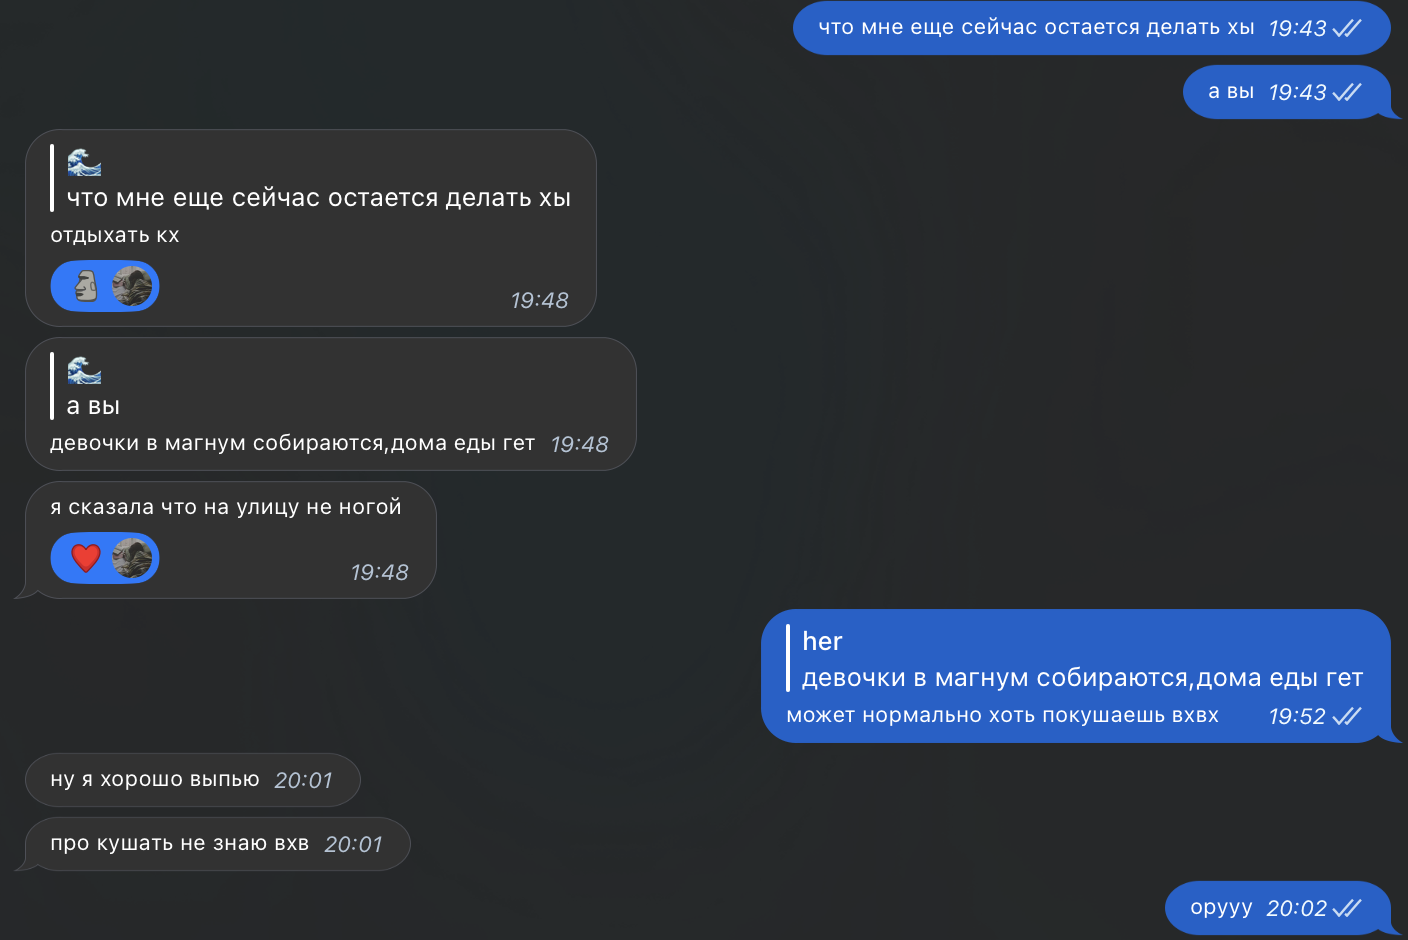 что мне еще сейчас остается делать хы 19:43
а вы 19:43
что мне еще сейчас остается делать хы
отдыхать кх
19:48
а вы
девочки в магнум собираются,дома еды гет 19:48
я сказала что на улицу не ногой
19:48
her
девочки в магнум собираются,дома еды гет
может нормально хоть покушаешь вхвх 19:52
ну я хорошо выпью 20:01
про кушать не знаю вхв 20:01
орууу 20:02